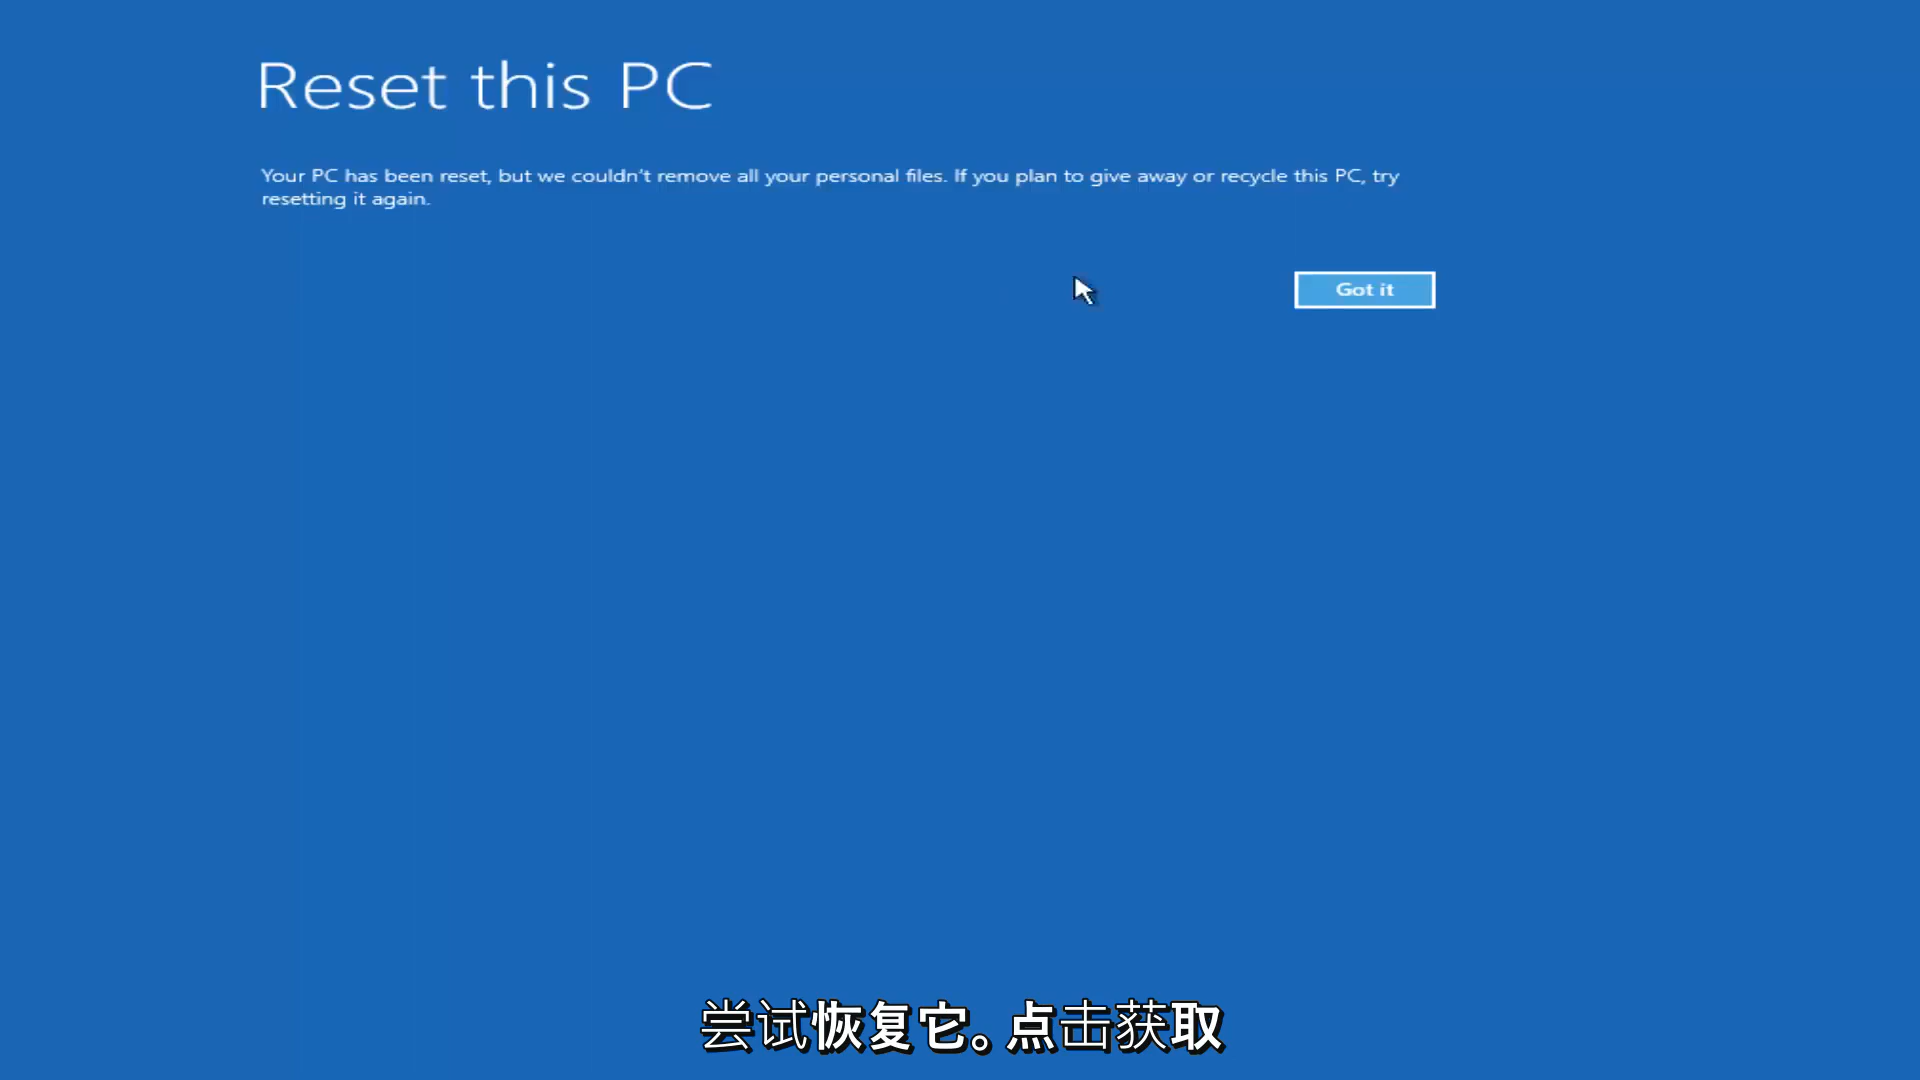 Reset this PC
Your PC has been reset, but we couldn't remove all your personal files. If you plan to give away or recycle this PC, try
resetting it again.
Got it
尝试恢复它。点击获取